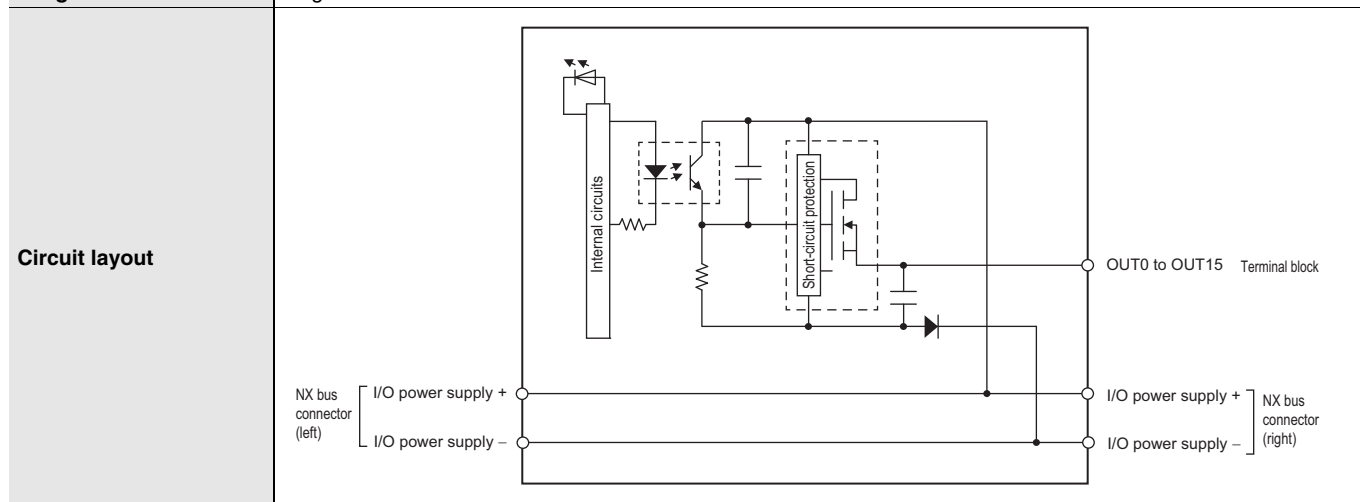 Circuit layout
Internal circuits
Short-circuit protection
OUT0 to OUT15 Terminal block
NX bus
connector
(left)
I/O power supply +
I/O power supply −
I/O power supply +
I/O power supply −
NX bus
connector
(right)